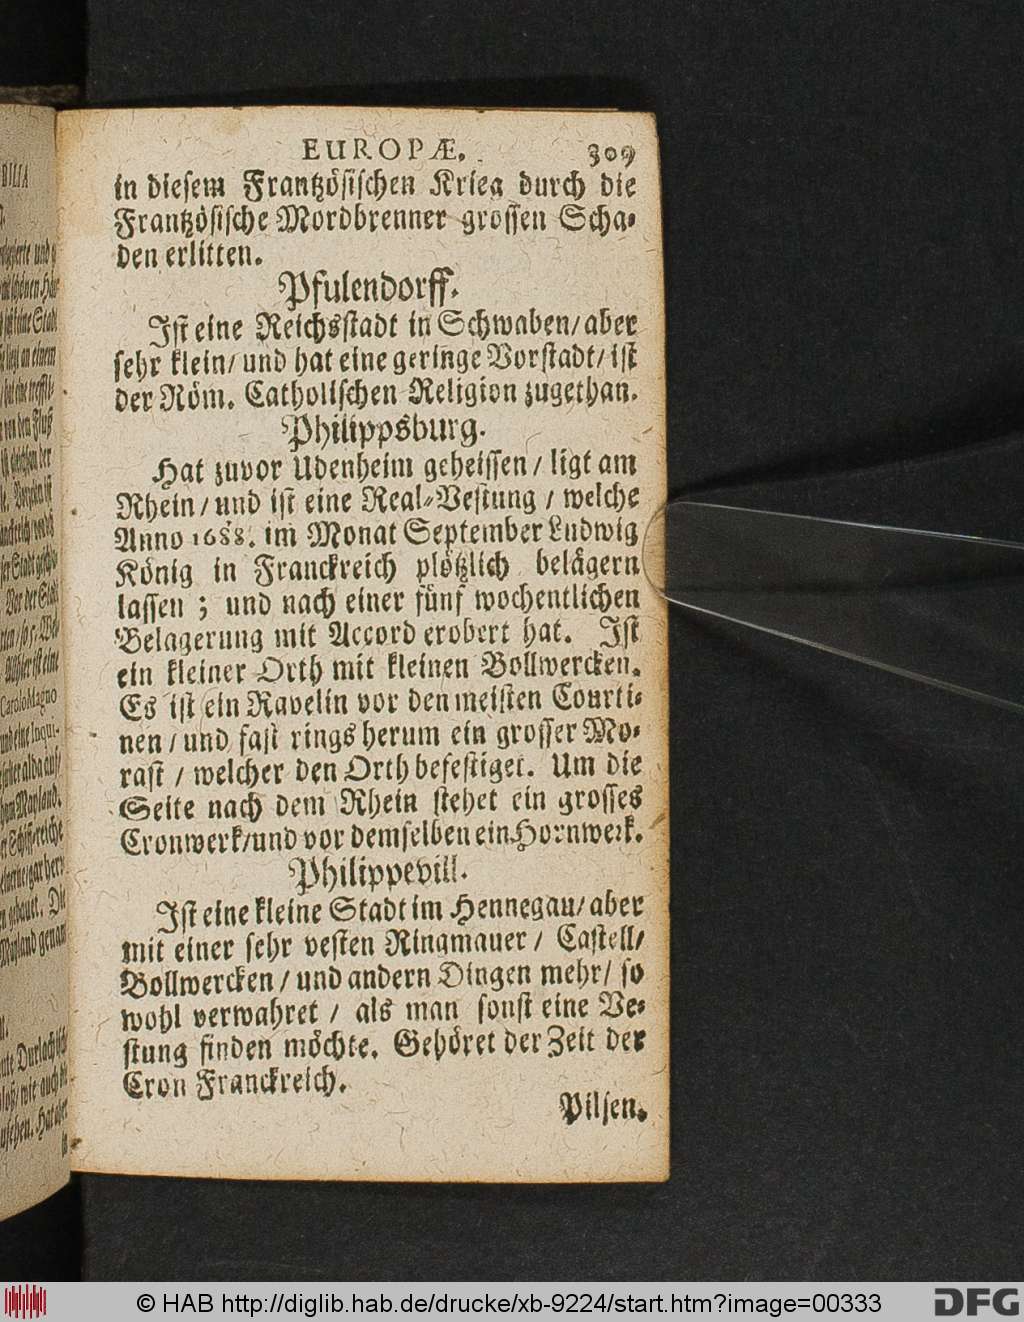 EUROPÆ. 309
in diesem Frantzösischen Krieg durch die
Frantzösische Mordbrenner grossen Scha-
den erlitten.
Pfulendorff.
Ist eine Reichsstadt in Schwaben/ aber
sehr klein/ und hat eine geringe Vorstadt/ ist
der Röm. Catholischen Religion zugethan.
Philippsburg.
Hat zuvor Udenheim geheissen/ ligt am
Rhein/ und ist eine Real-Vestung/ welche
Anno 1688. im Monat September Ludwig
König in Franckreich plötzlich belägern
lassen; und nach einer fünf wochentlichen
Belagerung mit Accord erobert hat. Ist
ein kleiner Orth mit kleinen Bollwercken.
Es ist ein Ravelin vor den meisten Courti-
nen/ und fast rings herum ein grosser Mo-
rast/ welcher den Orth befestiget. Um die
Seite nach dem Rhein stehet ein grosses
Cronwerk/ und vor demselben ein Hornwerk.
Philippevill.
Ist eine kleine Stadt im Hennegau/ aber
mit einer sehr vesten Ringmauer/ Castell/
Bollwercken/ und andern Dingen mehr/ so
wohl verwahret/ als man sonst eine Ve-
stung finden möchte. Gehöret der Zeit der
Cron Franckreich.
Pilsen.
© HAB http://diglib.hab.de/drucke/xb-9224/start.htm?image=00333
DFG